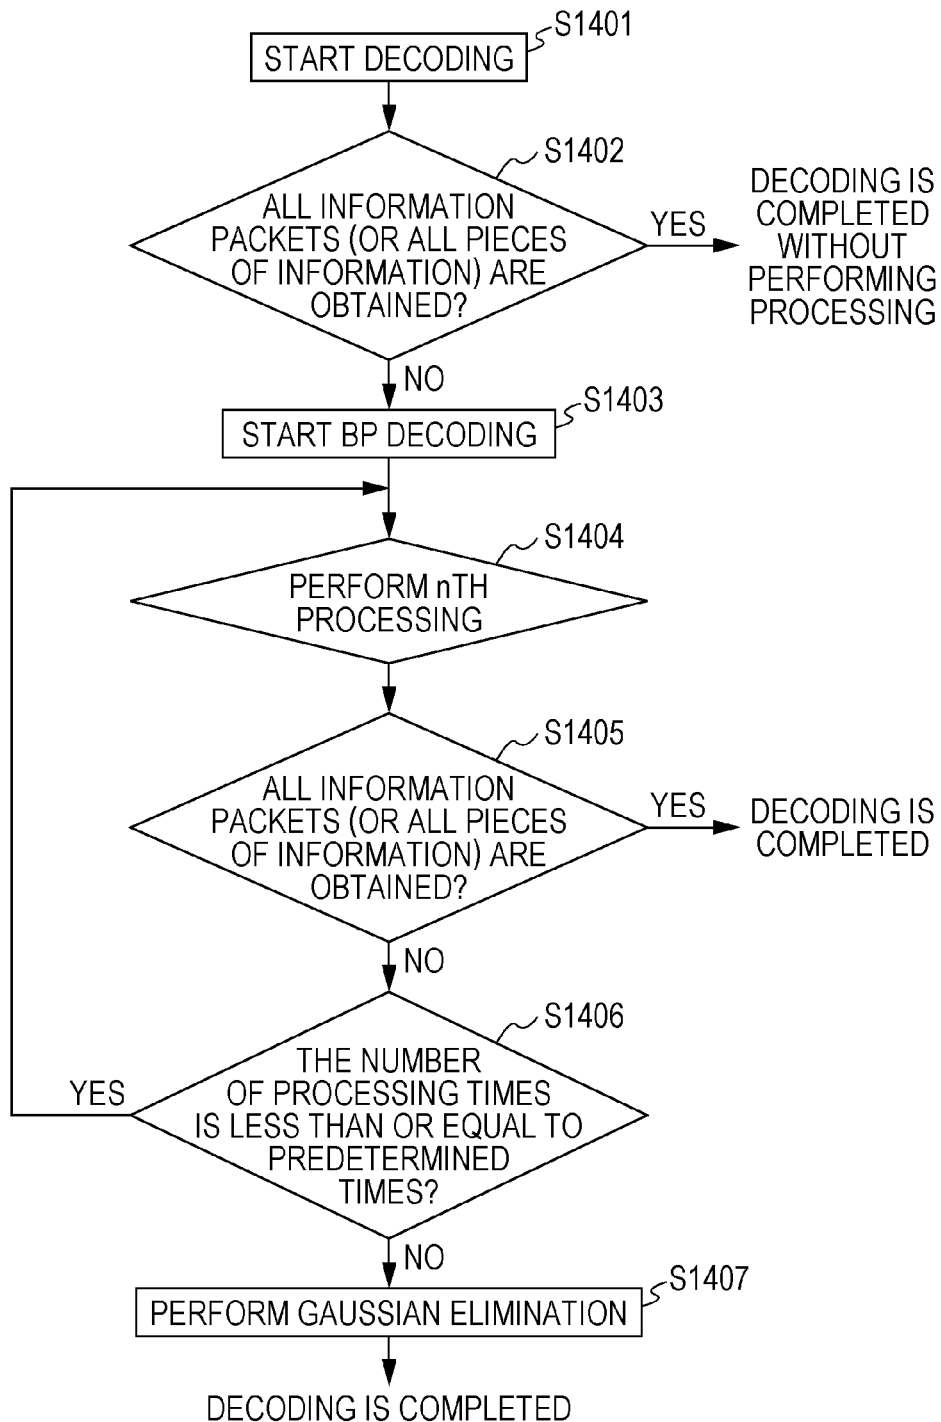 S1401
START DECODING
S1402
ALL INFORMATION
PACKETS (OR ALL PIECES
OF INFORMATION) ARE
OBTAINED?
YES
DECODING IS
COMPLETED
WITHOUT
PERFORMING
PROCESSING
NO
S1403
START BP DECODING
S1404
PERFORM nTH
PROCESSING
S1405
ALL INFORMATION
PACKETS (OR ALL PIECES
OF INFORMATION) ARE
OBTAINED?
YES
DECODING IS
COMPLETED
NO
S1406
THE NUMBER
OF PROCESSING TIMES
IS LESS THAN OR EQUAL TO
PREDETERMINED
TIMES?
YES
NO
S1407
PERFORM GAUSSIAN ELIMINATION
DECODING IS COMPLETED